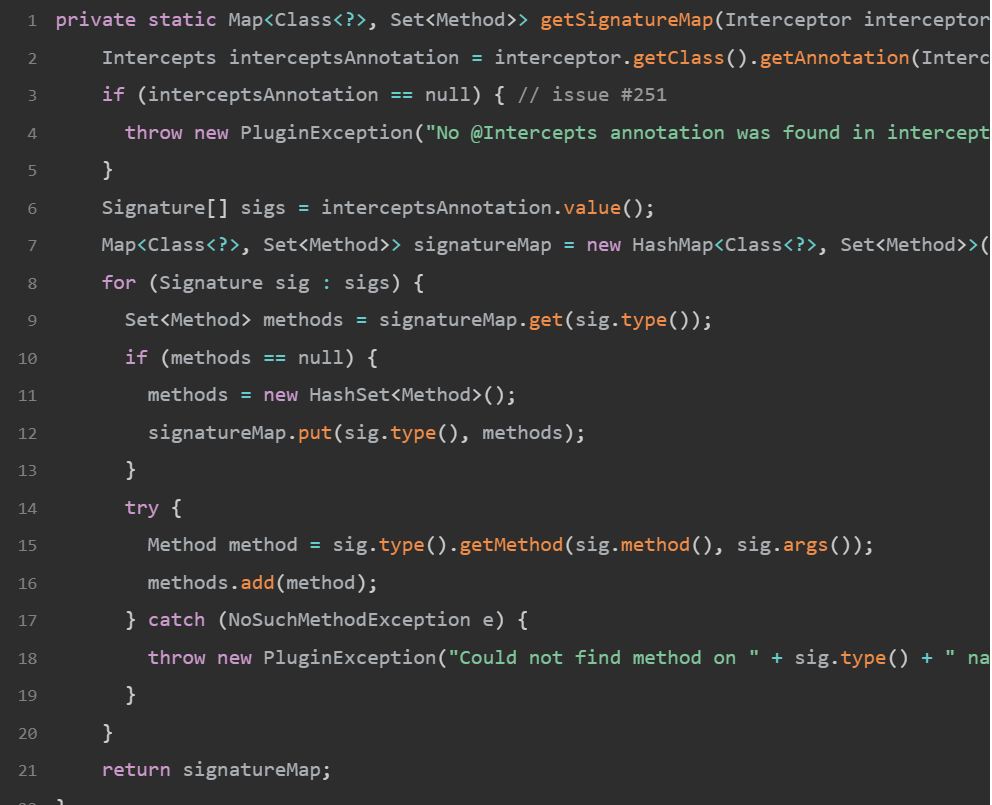 1 private static Map<Class<?>, Set<Method>> getSignatureMap(Interceptor interceptor
2 Intercepts interceptsAnnotation = interceptor.getClass().getAnnotation(Interc
3 if (interceptsAnnotation == null) { // issue #251
4 throw new PluginException("No @Intercepts annotation was found in intercept
5 }
6 Signature[] sigs = interceptsAnnotation.value();
7 Map<Class<?>, Set<Method>> signatureMap = new HashMap<Class<?>, Set<Method>>(
8 for (Signature sig : sigs) {
9 Set<Method> methods = signatureMap.get(sig.type());
10 if (methods == null) {
11 methods = new HashSet<Method>();
12 signatureMap.put(sig.type(), methods);
13 }
14 try {
15 Method method = sig.type().getMethod(sig.method(), sig.args());
16 methods.add(method);
17 } catch (NoSuchMethodException e) {
18 throw new PluginException("Could not find method on " + sig.type() + " na
19 }
20 }
21 return signatureMap;